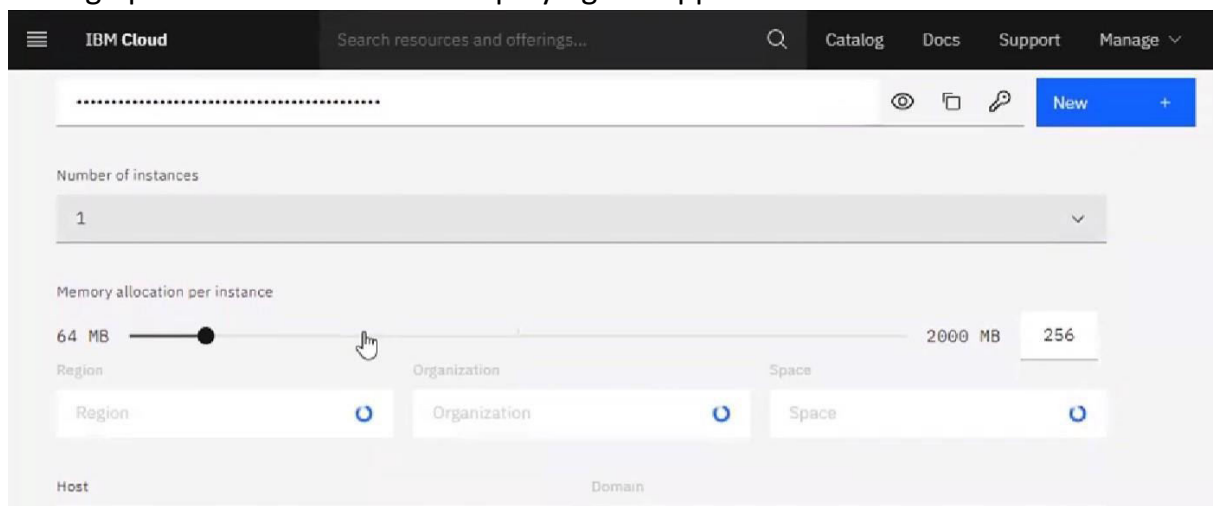 IBM Cloud Search resources and offerings... Catalog Docs Support Manage
•••••••••••••••••••••••••••••••••••••••••••• New +
Number of instances
1
Memory allocation per instance
64 MB 2000 MB 256
Region Organization Space
Region Organization Space
Host Domain